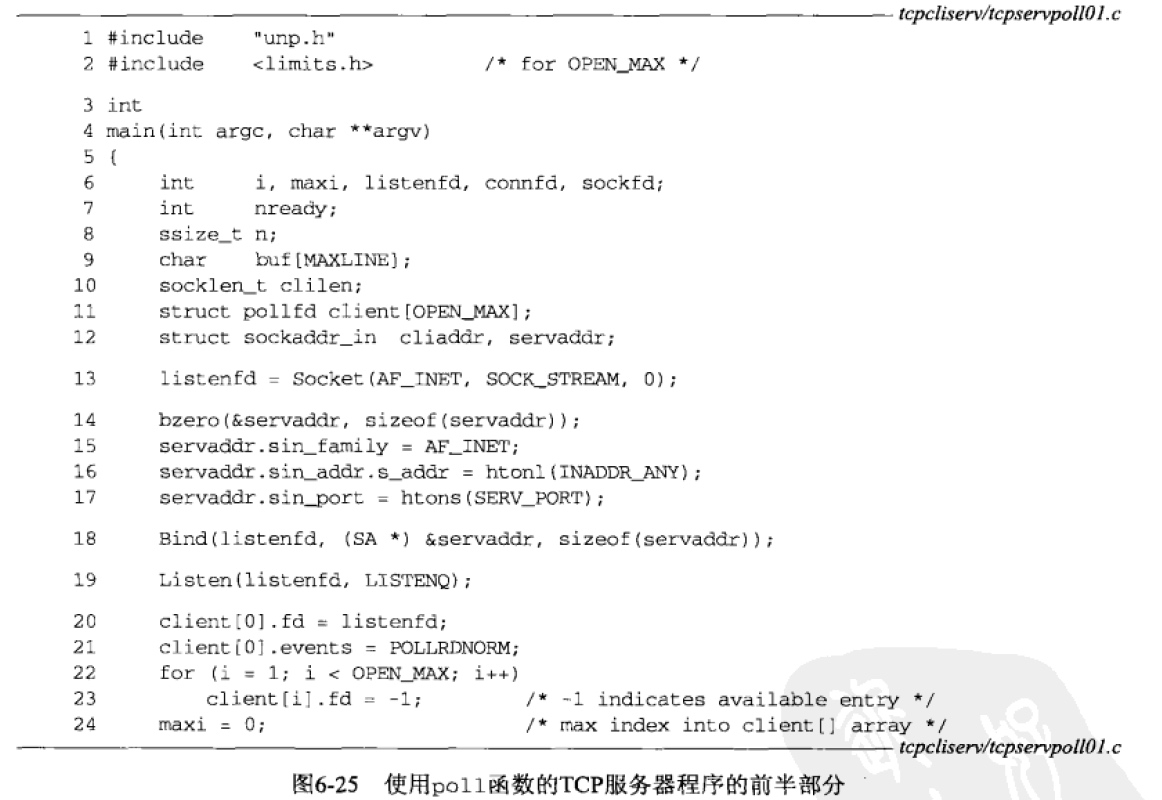 tcpcliserv/tcpservpoll01.c
1 #include    "unp.h"
2 #include    <limits.h>        /* for OPEN_MAX */
3 int
4 main(int argc, char **argv)
5 {
6     int     i, maxi, listenfd, connfd, sockfd;
7     int     nready;
8     ssize_t n;
9     char    buf[MAXLINE];
10     socklen_t clilen;
11     struct pollfd client[OPEN_MAX];
12     struct sockaddr_in  cliaddr, servaddr;
13     listenfd = Socket(AF_INET, SOCK_STREAM, 0);
14     bzero(&servaddr, sizeof(servaddr));
15     servaddr.sin_family = AF_INET;
16     servaddr.sin_addr.s_addr = htonl(INADDR_ANY);
17     servaddr.sin_port = htons(SERV_PORT);
18     Bind(listenfd, (SA *) &servaddr, sizeof(servaddr));
19     Listen(listenfd, LISTENQ);
20     client[0].fd = listenfd;
21     client[0].events = POLLRDNORM;
22     for (i = 1; i < OPEN_MAX; i++)
23         client[i].fd = -1;        /* -1 indicates available entry */
24     maxi = 0;                     /* max index into client[] array */
tcpcliserv/tcpservpoll01.c
图6-25 使用poll函数的TCP服务器程序的前半部分